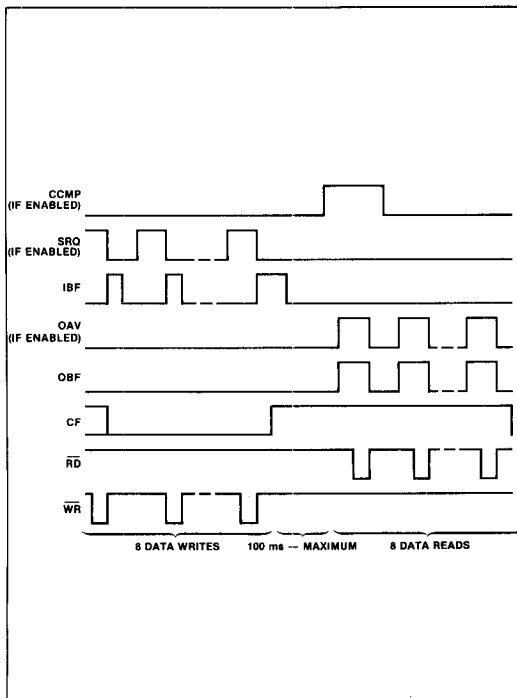 CCMP
(IF ENABLED)
SRQ
(IF ENABLED)
IBF
OAV
(IF ENABLED)
OBF
CF
RD
WR
8 DATA WRITES 100 ms -- MAXIMUM 8 DATA READS